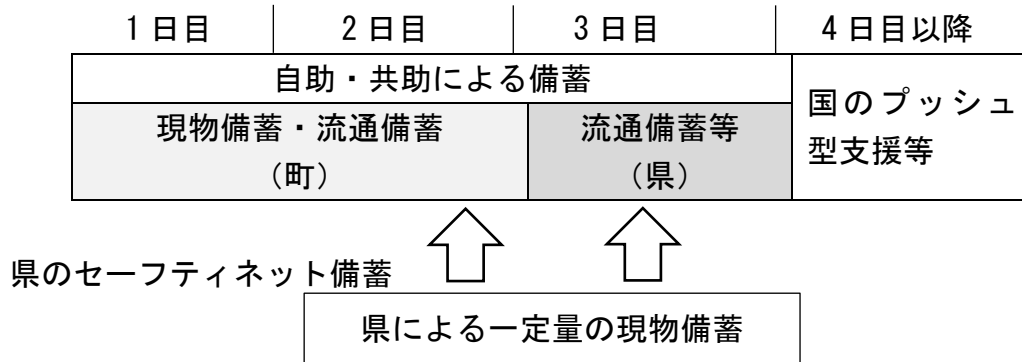 1日目 2日目 3日目 4日目以降
自助・共助による備蓄
国のプッシュ
型支援等
現物備蓄・流通備蓄
(町)
流通備蓄等
(県)
県のセーフティネット備蓄
県による一定量の現物備蓄